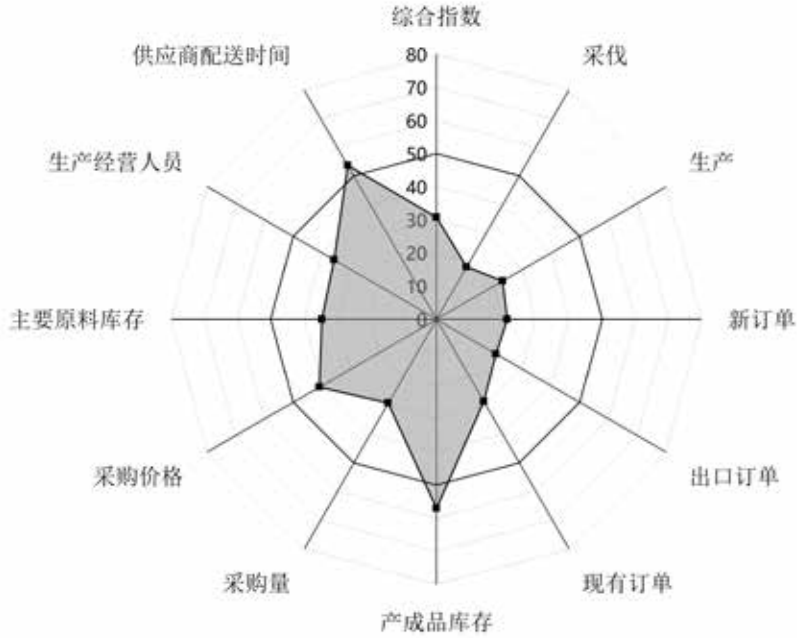 综合指数
供应商配送时间
采伐
80
70
60
50
40
30
20
10
0
生产经营人员
生产
主要原料库存
新订单
采购价格
出口订单
采购量
现有订单
产成品库存